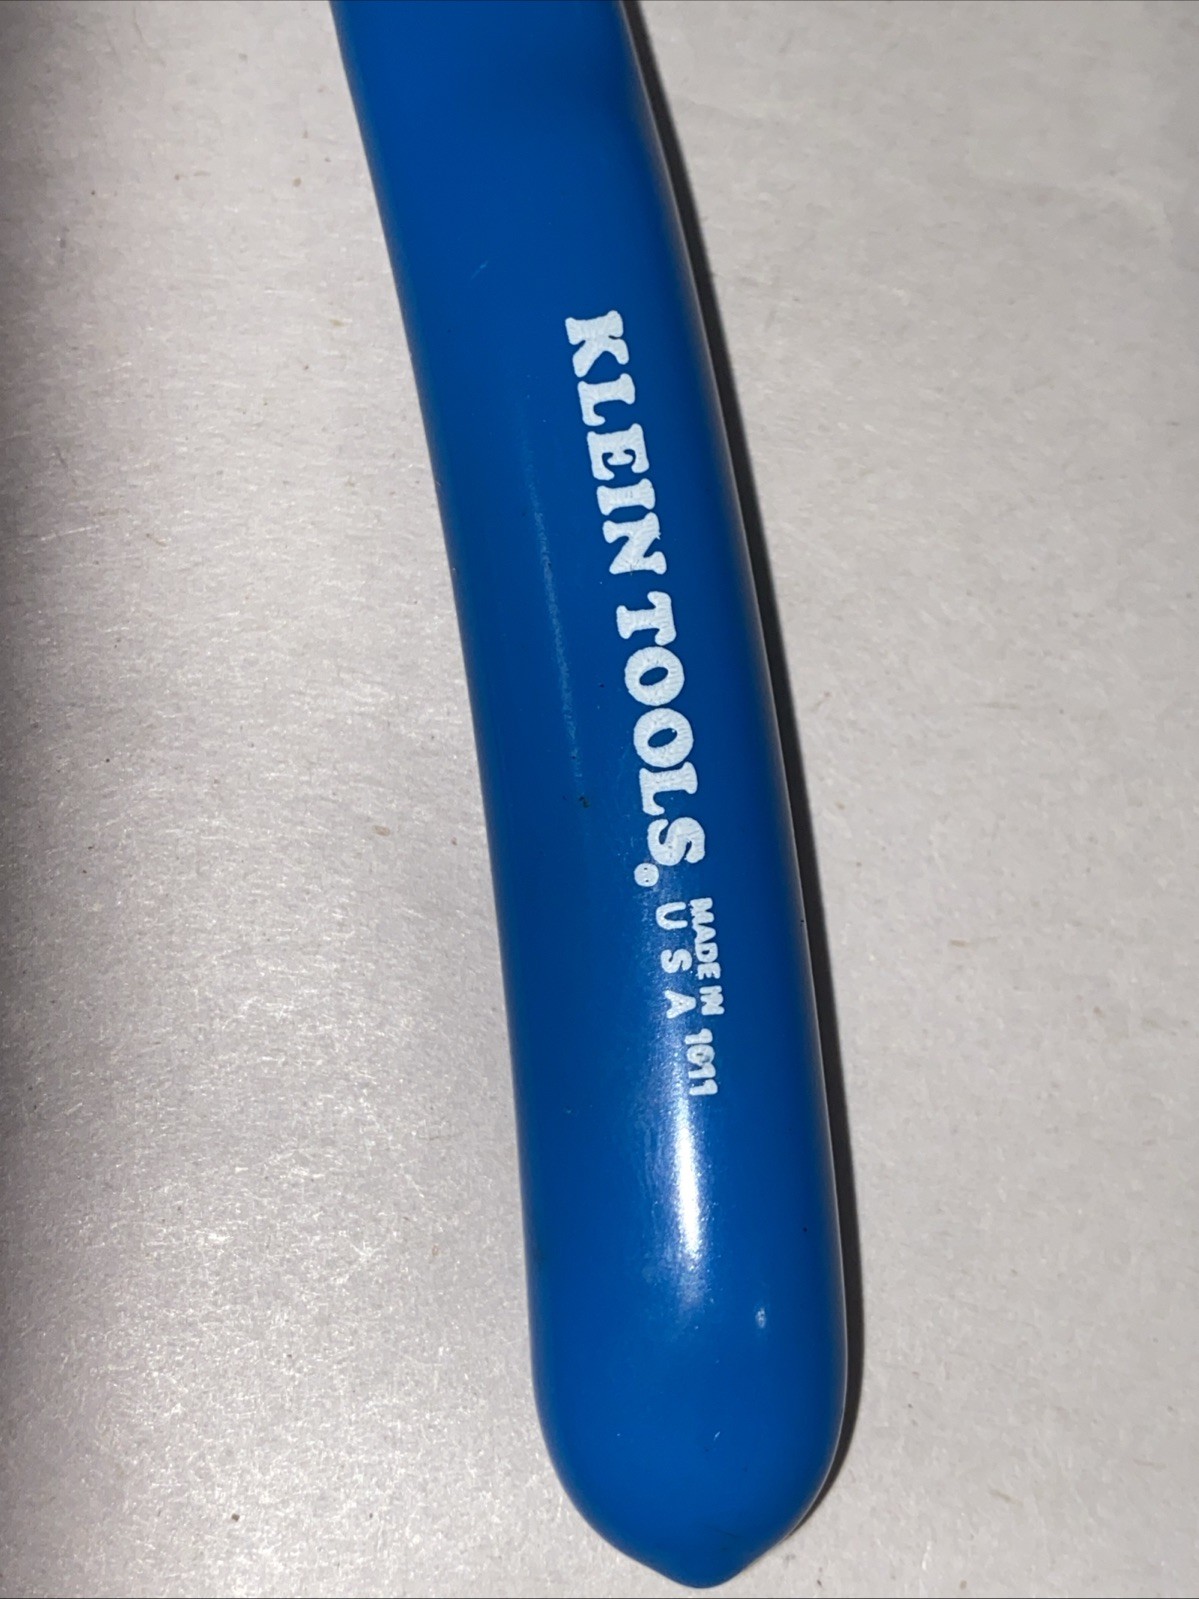 KLEIN TOOLS.
MADE IN
U S A 1011